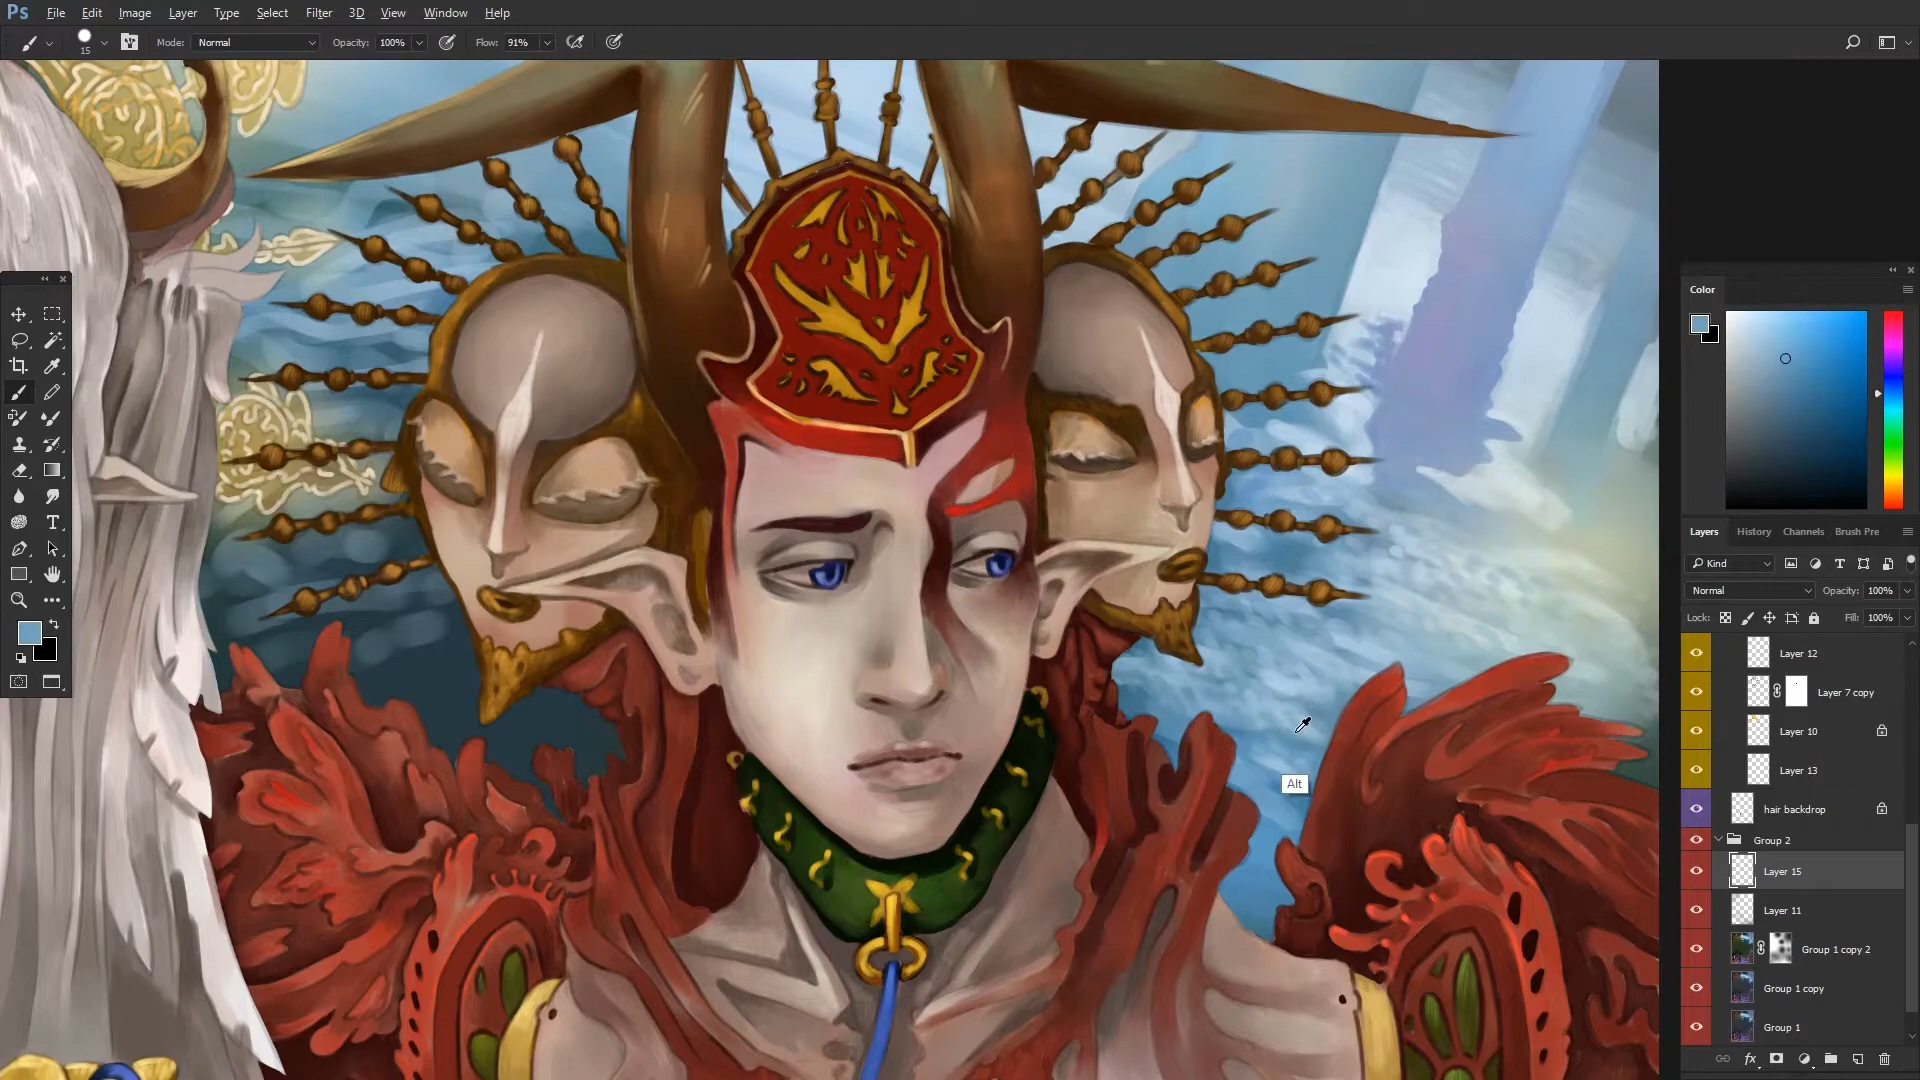 Ps File Edit Image Layer Type Select Filter 3D View Window Help
15 Mode: Normal Opacity: 100% Flow: 91%
Color
Layers History Channels Brush Pre
Kind
Normal Opacity: 100%
Lock: Fill: 100%
Layer 12
Layer 7 copy
Layer 10
Layer 13
hair backdrop
Group 2
Layer 15
Layer 11
Group 1 copy 2
Group 1 copy
Group 1
Alt
fx